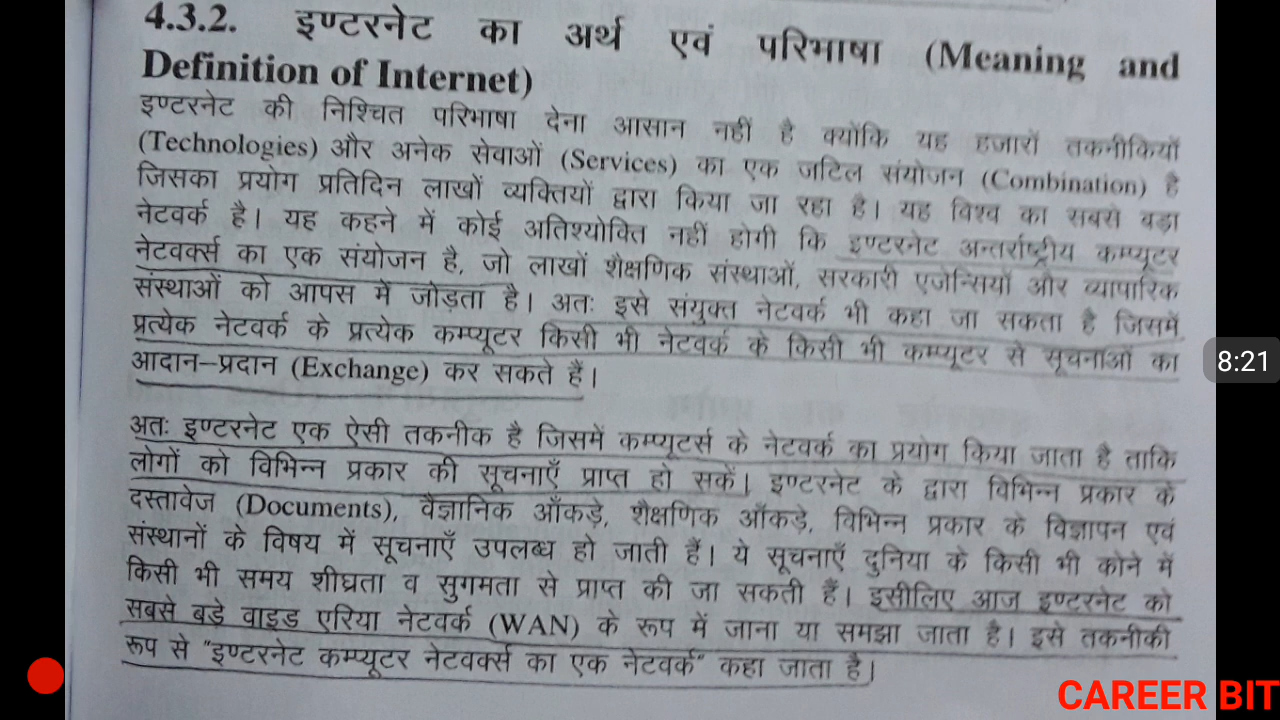 4.3.2. इण्टरनेट का अर्थ एवं परिभाषा (Meaning and
Definition of Internet)
इण्टरनेट की निश्चित परिभाषा देना आसान नहीं है क्योंकि यह हजारों तकनीकियों
(Technologies) और अनेक सेवाओं (Services) का एक जटिल संयोजन (Combination) है
जिसका प्रयोग प्रतिदिन लाखों व्यक्तियों द्वारा किया जा रहा है। यह विश्व का सबसे बड़ा
नेटवर्क है। यह कहने में कोई अतिश्योक्ति नहीं होगी कि इण्टरनेट अन्तर्राष्ट्रीय कम्प्यूटर
नेटवर्क्स का एक संयोजन है, जो लाखों शैक्षणिक संस्थाओं, सरकारी एजेन्सियों और व्यापारिक
संस्थाओं को आपस में जोड़ता है। अतः इसे संयुक्त नेटवर्क भी कहा जा सकता है जिसमें
प्रत्येक नेटवर्क के प्रत्येक कम्प्यूटर किसी भी नेटवर्क के किसी भी कम्प्यूटर से सूचनाओं का
आदान–प्रदान (Exchange) कर सकते हैं।
अतः इण्टरनेट एक ऐसी तकनीक है जिसमें कम्प्यूटर्स के नेटवर्क का प्रयोग किया जाता है ताकि
लोगों को विभिन्न प्रकार की सूचनाएँ प्राप्त हो सकें। इण्टरनेट के द्वारा विभिन्न प्रकार के
दस्तावेज (Documents), वैज्ञानिक आँकड़े, शैक्षणिक आँकड़े, विभिन्न प्रकार के विज्ञापन एवं
संस्थानों के विषय में सूचनाएँ उपलब्ध हो जाती हैं। ये सूचनाएँ दुनिया के किसी भी कोने में
किसी भी समय शीघ्रता व सुगमता से प्राप्त की जा सकती हैं। इसीलिए आज इण्टरनेट को
सबसे बड़े वाइड एरिया नेटवर्क (WAN) के रूप में जाना या समझा जाता है। इसे तकनीकी
रूप से "इण्टरनेट कम्प्यूटर नेटवर्क्स का एक नेटवर्क" कहा जाता है।
8:21
CAREER BIT